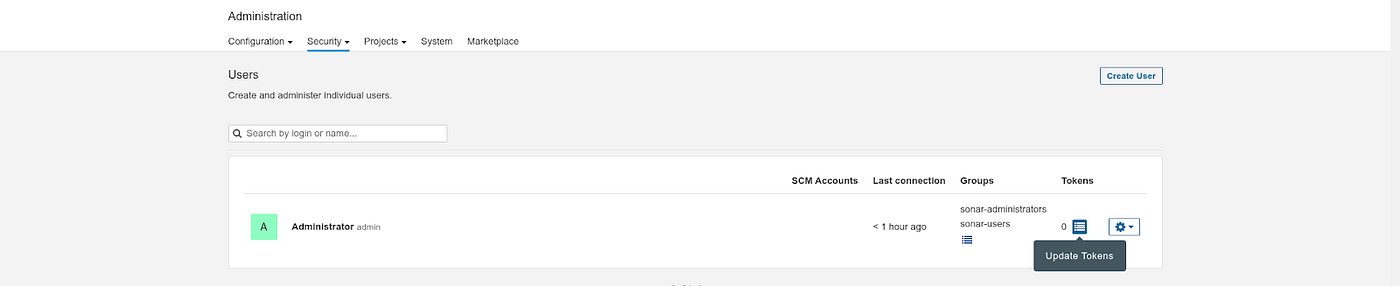 Administration
Configuration Security Projects System Marketplace
Users
Create User
Create and administer individual users.
Search by login or name...
SCM Accounts Last connection Groups Tokens
sonar-administrators
A Administrator admin < 1 hour ago sonar-users 0
Update Tokens